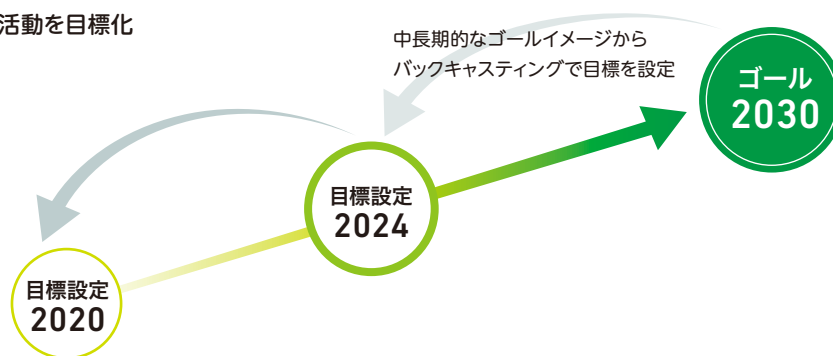 活動を目標化
中長期的なゴールイメージから
バックキャスティングで目標を設定
ゴール
2030
目標設定
2024
目標設定
2020